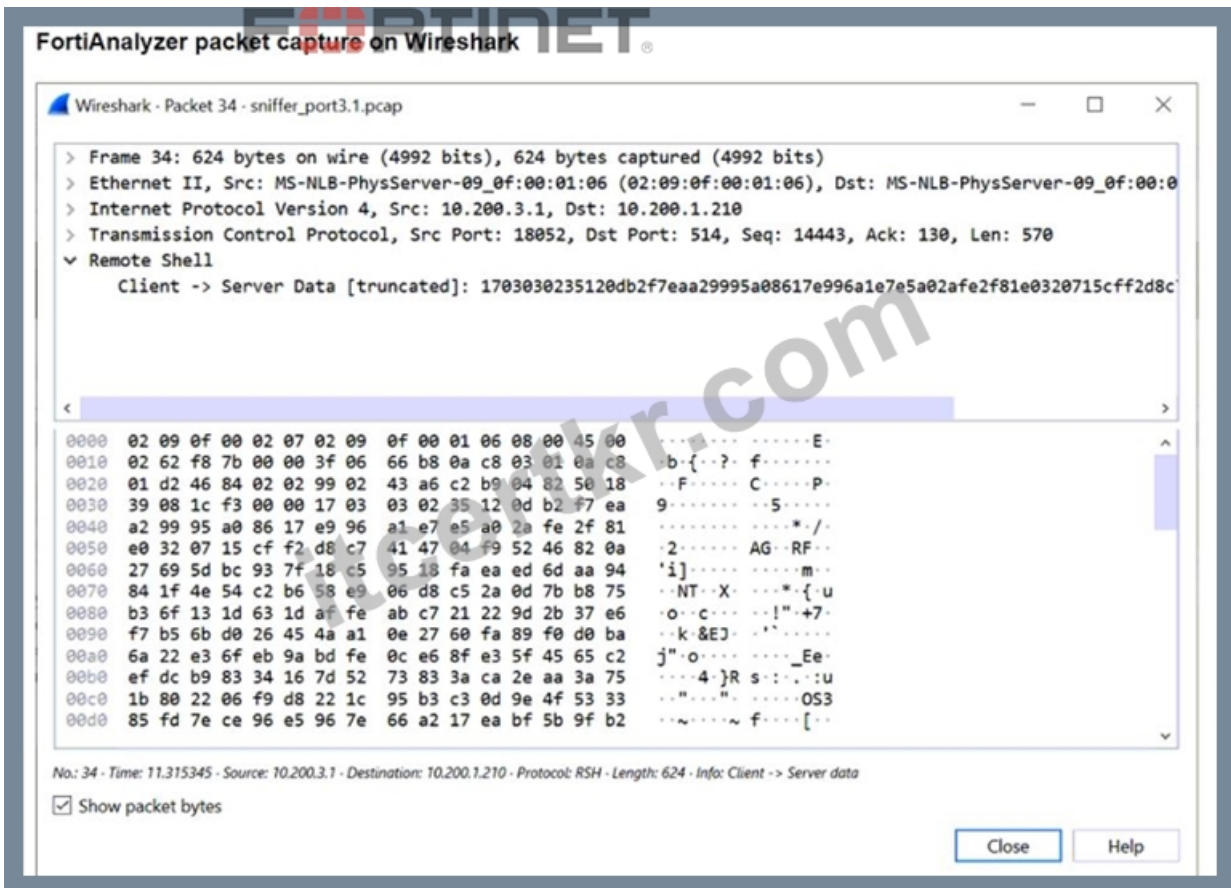 FORTINET®
FortiAnalyzer packet capture on Wireshark
Wireshark · Packet 34 · sniffer_port3.1.pcap
> Frame 34: 624 bytes on wire (4992 bits), 624 bytes captured (4992 bits)
> Ethernet II, Src: MS-NLB-PhysServer-09_0f:00:01:06 (02:09:0f:00:01:06), Dst: MS-NLB-PhysServer-09_0f:00:0
> Internet Protocol Version 4, Src: 10.200.3.1, Dst: 10.200.1.210
> Transmission Control Protocol, Src Port: 18052, Dst Port: 514, Seq: 14443, Ack: 130, Len: 570
Remote Shell
Client -> Server Data [truncated]: 1703030235120db2f7eaa29995a08617e996a1e7e5a02afe2f81e0320715cff2d8c
itcertkr.com
0000 02 09 0f 00 02 07 02 09 0f 00 01 06 08 00 45 00 ········ ······E·
0010 02 62 f8 7b 00 00 3f 06 66 b8 0a c8 03 01 0a c8 ·b·{··?· f·······
0020 01 d2 46 84 02 02 99 02 43 a6 c2 b9 04 82 50 18 ··F····· C·····P·
0030 39 08 1c f3 00 00 17 03 03 02 35 12 0d b2 f7 ea 9······· ··5·····
0040 a2 99 95 a0 86 17 e9 96 a1 e7 e5 a0 2a fe 2f 81 ········ ····*·/·
0050 e0 32 07 15 cf f2 d8 c7 41 47 04 f9 52 46 82 0a ·2······ AG··RF··
0060 27 69 5d bc 93 7f 18 c5 95 18 fa ea ed 6d aa 94 'i]····· ·····m··
0070 84 1f 4e 54 c2 b6 58 e9 06 d8 c5 2a 0d 7b b8 75 ··NT··X· ···*·{·u
0080 b3 6f 13 1d 63 1d af fe ab c7 21 22 9d 2b 37 e6 ·o··c··· ··!"·+7·
0090 f7 b5 6b d0 26 45 4a a1 0e 27 60 fa 89 f0 d0 ba ··k·&EJ· ·'`·····
00a0 6a 22 e3 6f eb 9a bd fe 0c e6 8f e3 5f 45 65 c2 j"·o···· ····_Ee·
00b0 ef dc b9 83 34 16 7d 52 73 83 3a ca 2e aa 3a 75 ····4·}R s·:·.·:u
00c0 1b 80 22 06 f9 d8 22 1c 95 b3 c3 0d 9e 4f 53 33 ··"···"· ·····OS3
00d0 85 fd 7e ce 96 e5 96 7e 66 a2 17 ea bf 5b 9f b2 ··~····~ f····[··
No.: 34 · Time: 11.315345 · Source: 10.200.3.1 · Destination: 10.200.1.210 · Protocol: RSH · Length: 624 · Info: Client -> Server data
Show packet bytes
Close Help